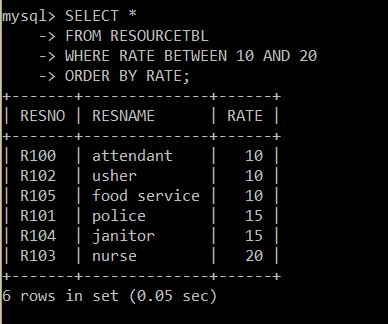 mysql> SELECT *
    -> FROM RESOURCETBL
    -> WHERE RATE BETWEEN 10 AND 20
    -> ORDER BY RATE;
+-------+--------------+------+
| RESNO | RESNAME      | RATE |
+-------+--------------+------+
| R100  | attendant    |   10 |
| R102  | usher        |   10 |
| R105  | food service |   10 |
| R101  | police       |   15 |
| R104  | janitor      |   15 |
| R103  | nurse        |   20 |
+-------+--------------+------+
6 rows in set (0.05 sec)